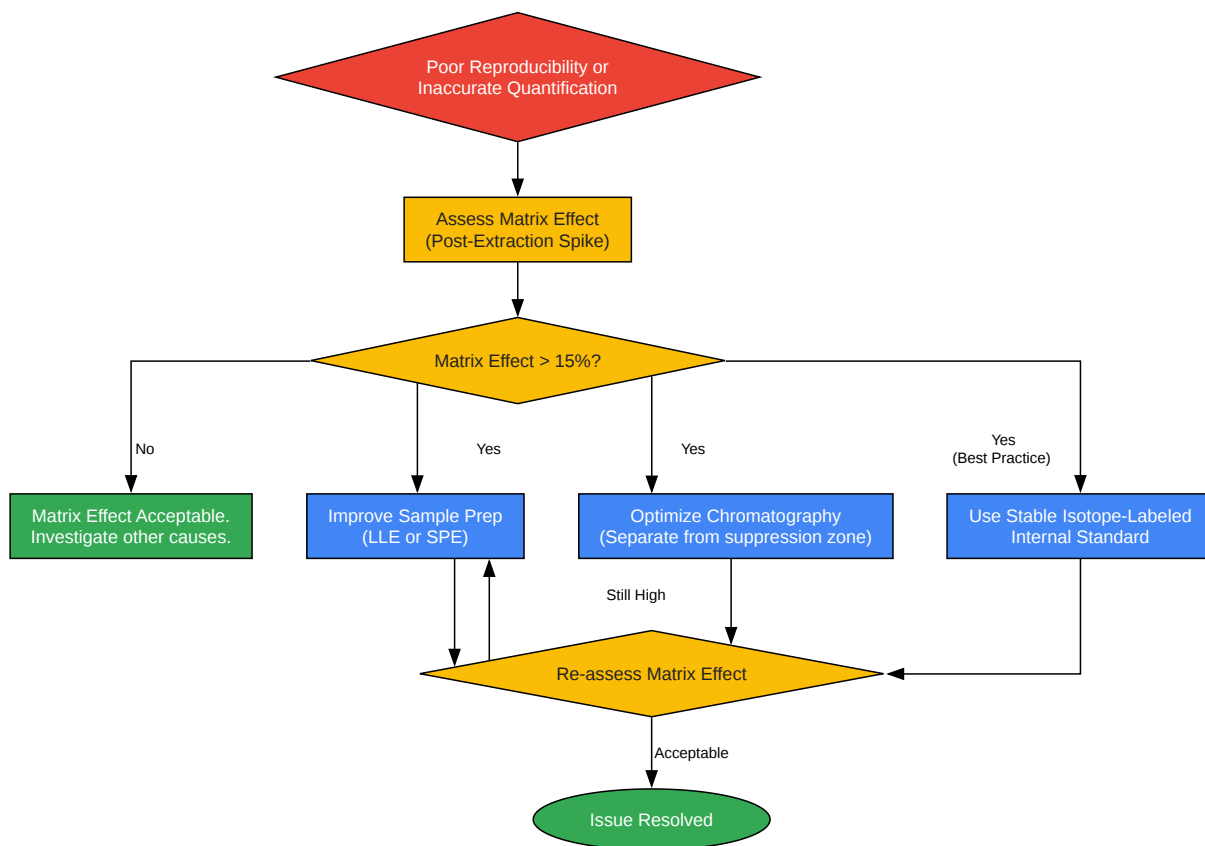 Poor Reproducibility or
Inaccurate Quantification
Assess Matrix Effect
(Post-Extraction Spike)
Matrix Effect > 15%?
No
Yes
Yes
Yes
(Best Practice)
Matrix Effect Acceptable.
Investigate other causes.
Improve Sample Prep
(LLE or SPE)
Optimize Chromatography
(Separate from suppression zone)
Use Stable Isotope-Labeled
Internal Standard
Still High
Re-assess Matrix Effect
Acceptable
Issue Resolved